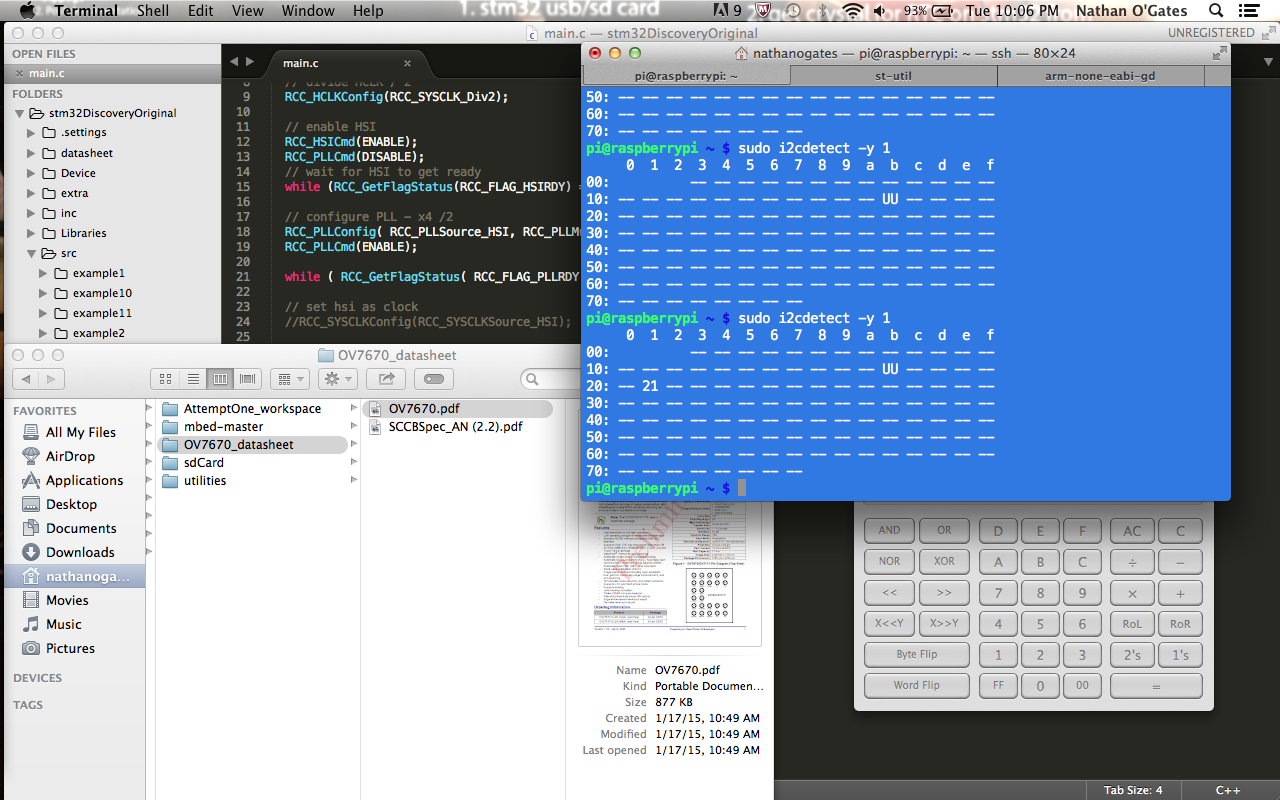 Terminal Shell Edit View Window Help
1. stm32 usb/sd card
9
93%
Tue 10:06 PM Nathan O'Gates
main.c — stm32DiscoveryOriginal
UNREGISTERED
OPEN FILES
× main.c
FOLDERS
stm32DiscoveryOriginal
.settings
datasheet
Device
extra
inc
Libraries
src
example1
example10
example11
example2
main.c ×
8 // divide HCLK / 2
9 RCC_HCLKConfig(RCC_SYSCLK_Div2);
10
11 // enable HSI
12 RCC_HSICmd(ENABLE);
13 RCC_PLLCmd(DISABLE);
14 // wait for HSI to get ready
15 while (RCC_GetFlagStatus(RCC_FLAG_HSIRDY) =
16
17 // configure PLL - x4 /2
18 RCC_PLLConfig( RCC_PLLSource_HSI, RCC_PLLM
19 RCC_PLLCmd(ENABLE);
20
21 while ( RCC_GetFlagStatus( RCC_FLAG_PLLRDY
22
23 // set hsi as clock
24 //RCC_SYSCLKConfig(RCC_SYSCLKSource_HSI);
25
nathanogates — pi@raspberrypi: ~ — ssh — 80×24
pi@raspberrypi: ~ st-util arm-none-eabi-gd
50: -- -- -- -- -- -- -- -- -- -- -- -- -- -- -- --
60: -- -- -- -- -- -- -- -- -- -- -- -- -- -- -- --
70: -- -- -- -- -- -- -- --
pi@raspberrypi ~ $ sudo i2cdetect -y 1
0 1 2 3 4 5 6 7 8 9 a b c d e f
00: -- -- -- -- -- -- -- -- -- -- -- -- --
10: -- -- -- -- -- -- -- -- -- -- -- UU -- -- -- --
20: -- -- -- -- -- -- -- -- -- -- -- -- -- -- -- --
30: -- -- -- -- -- -- -- -- -- -- -- -- -- -- -- --
40: -- -- -- -- -- -- -- -- -- -- -- -- -- -- -- --
50: -- -- -- -- -- -- -- -- -- -- -- -- -- -- -- --
60: -- -- -- -- -- -- -- -- -- -- -- -- -- -- -- --
70: -- -- -- -- -- -- -- --
pi@raspberrypi ~ $ sudo i2cdetect -y 1
0 1 2 3 4 5 6 7 8 9 a b c d e f
00: -- -- -- -- -- -- -- -- -- -- -- -- --
10: -- -- -- -- -- -- -- -- -- -- -- UU -- -- -- --
20: -- 21 -- -- -- -- -- -- -- -- -- -- -- -- -- --
30: -- -- -- -- -- -- -- -- -- -- -- -- -- -- -- --
40: -- -- -- -- -- -- -- -- -- -- -- -- -- -- -- --
50: -- -- -- -- -- -- -- -- -- -- -- -- -- -- -- --
60: -- -- -- -- -- -- -- -- -- -- -- -- -- -- -- --
70: -- -- -- -- -- -- -- --
pi@raspberrypi ~ $
OV7670_datasheet
FAVORITES
All My Files
AirDrop
Applications
Desktop
Documents
Downloads
nathanoga...
Movies
Music
Pictures
DEVICES
TAGS
AttemptOne_workspace
mbed-master
OV7670_datasheet
sdCard
utilities
OV7670.pdf
SCCBSpec_AN (2.2).pdf
Ordering Information
Name OV7670.pdf
Kind Portable Documen...
Size 877 KB
Created 1/17/15, 10:49 AM
Modified 1/17/15, 10:49 AM
Last opened 1/17/15, 10:49 AM
AND OR D E F AC C
NOR XOR A B C ÷ −
<< >> 7 8 9 × +
X<<Y X>>Y 4 5 6 RoL RoR
Byte Flip 1 2 3 2's 1's
Word Flip FF 0 00 =
Tab Size: 4 C++